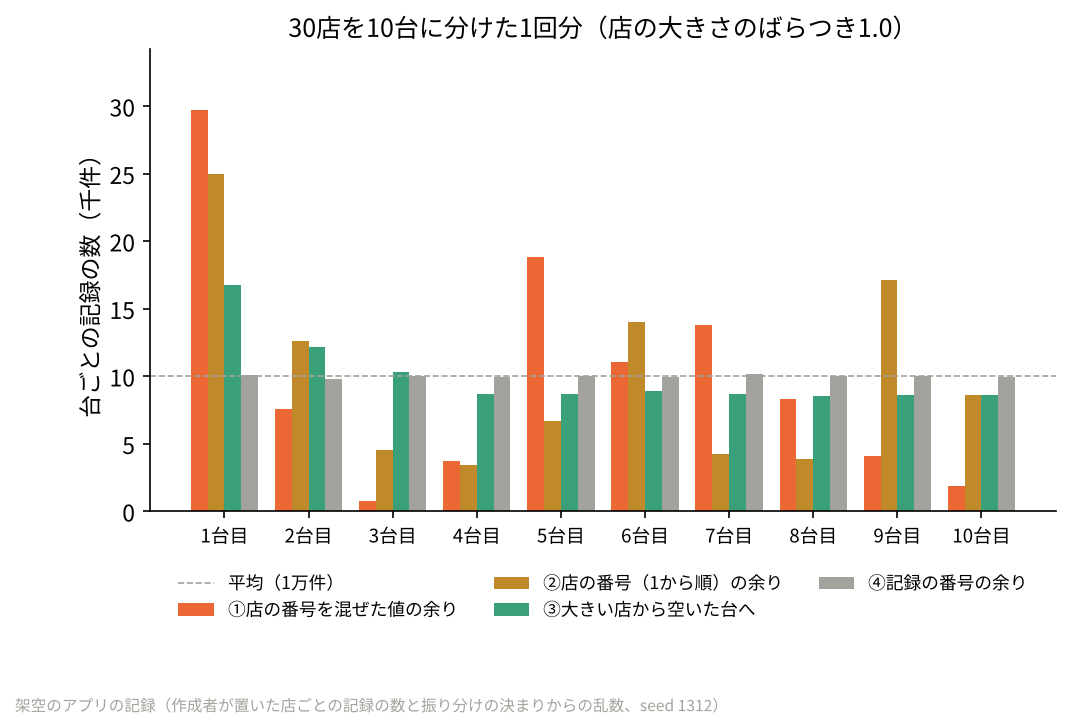 30店を10台に分けた1回分（店の大きさのばらつき1.0）
台ごとの記録の数（千件）
30
25
20
15
10
5
0
1台目
2台目
3台目
4台目
5台目
6台目
7台目
8台目
9台目
10台目
平均（1万件）
①店の番号を混ぜた値の余り
②店の番号（1から順）の余り
③大きい店から空いた台へ
④記録の番号の余り
架空のアプリの記録（作成者が置いた店ごとの記録の数と振り分けの決まりからの乱数、seed 1312）